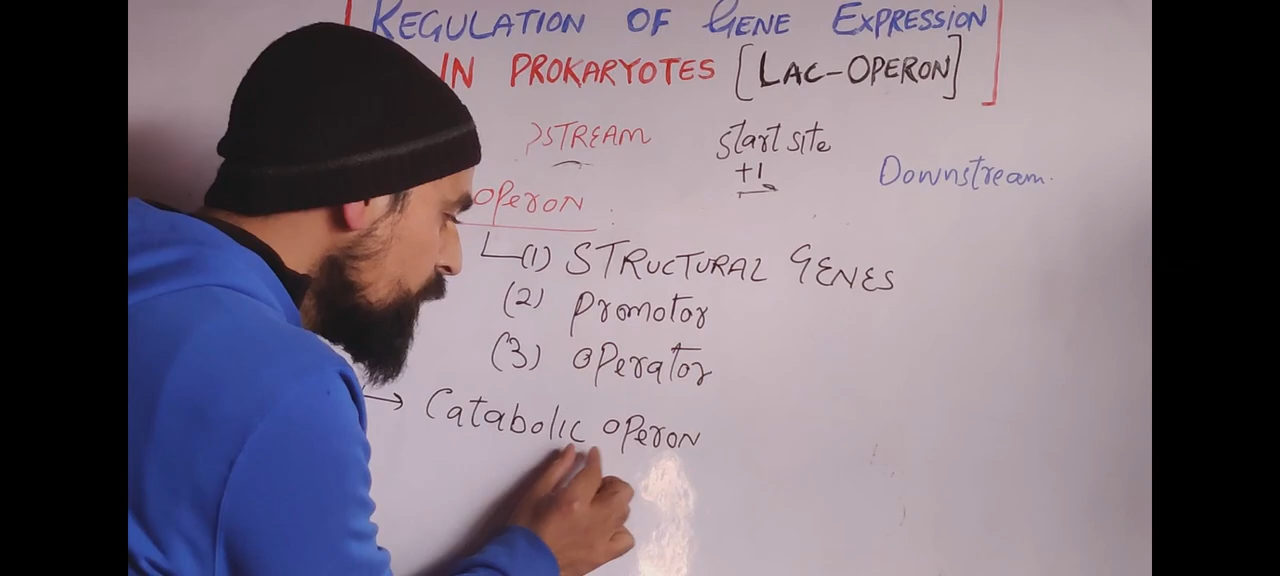 REGULATION OF GENE EXPRESSION
IN PROKARYOTES [LAC-OPERON]
STREAM start site Downstream.
+1
OPeroN
(1) STRUCTURAL GENES
(2) Promotor
(3) operator
→ Catabolic operoN